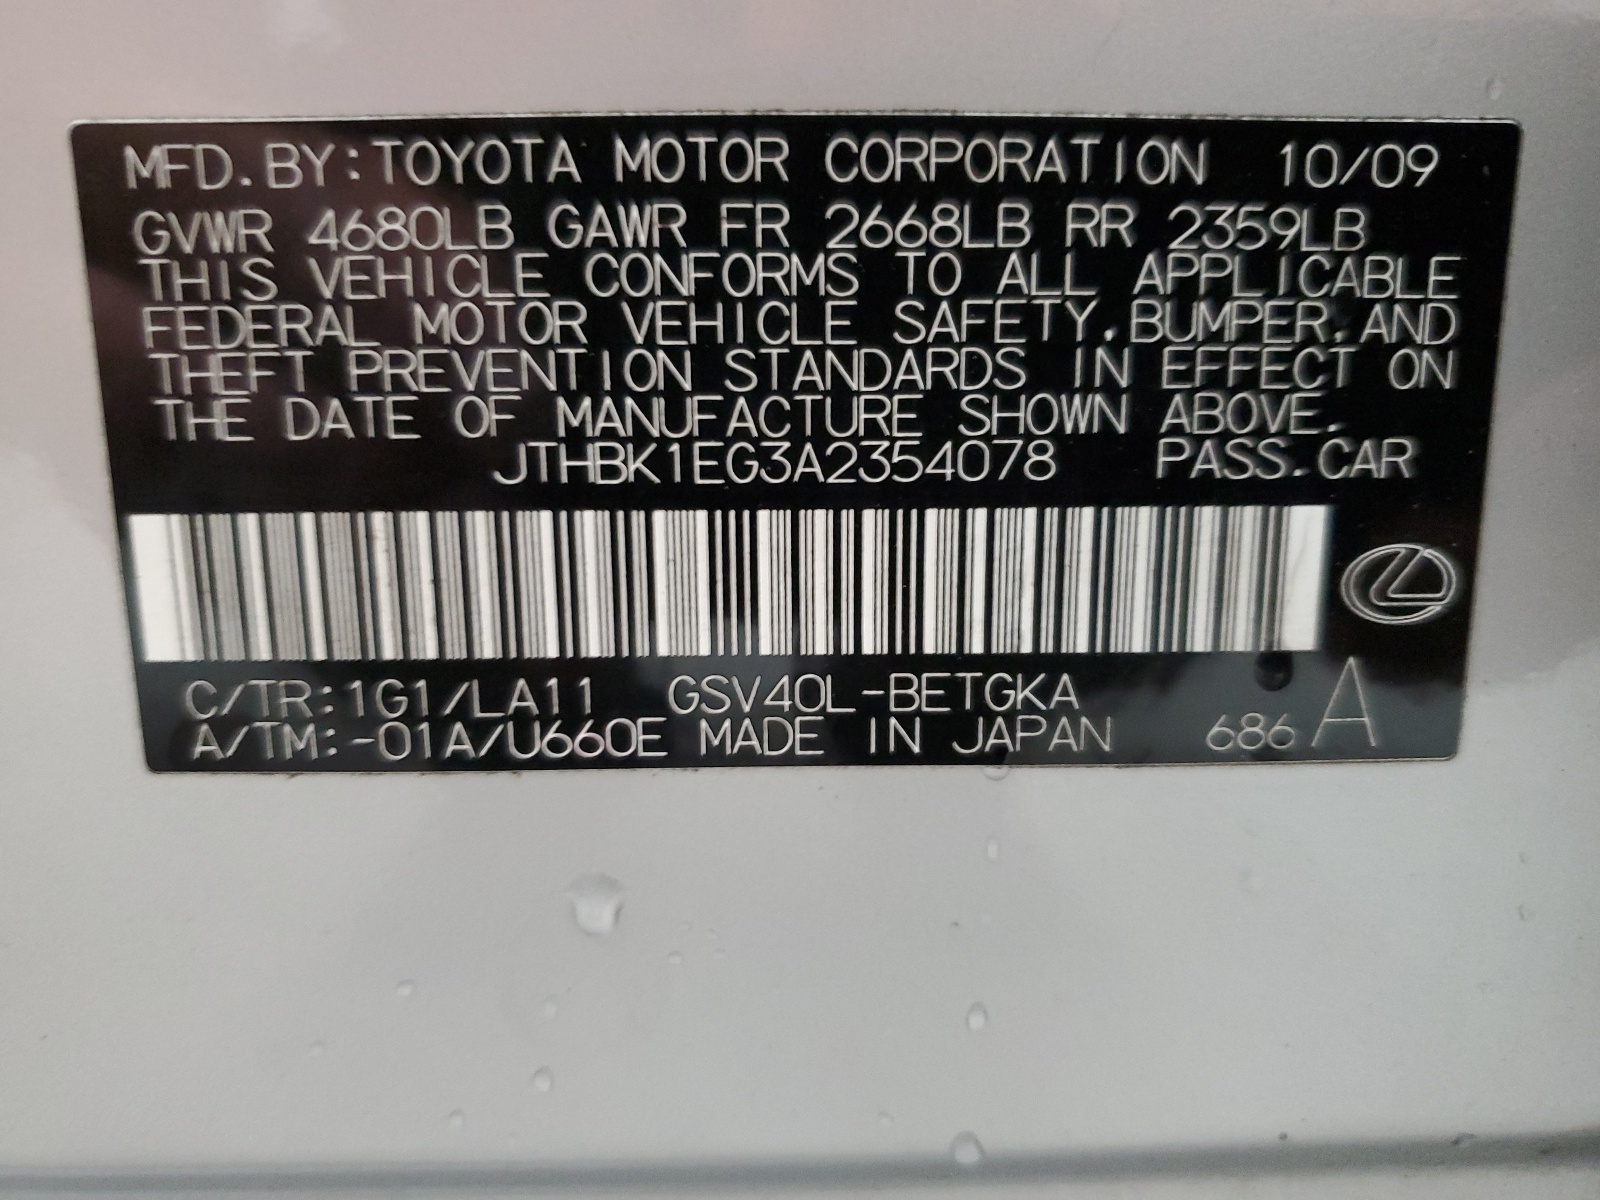 MFD. BY: TOYOTA MOTOR CORPORATION 10/09
GVWR 4680LB GAWR FR 2668LB RR 2359LB
THIS VEHICLE CONFORMS TO ALL APPLICABLE
FEDERAL MOTOR VEHICLE SAFETY, BUMPER, AND
THEFT PREVENTION STANDARDS IN EFFECT ON
THE DATE OF MANUFACTURE SHOWN ABOVE.
JTHBK1EG3A2354078 PASS. CAR
C/TR: 1G1/LA11 GSV40L-BETGKA
A/TM: -01A/U660E MADE IN JAPAN 686 A